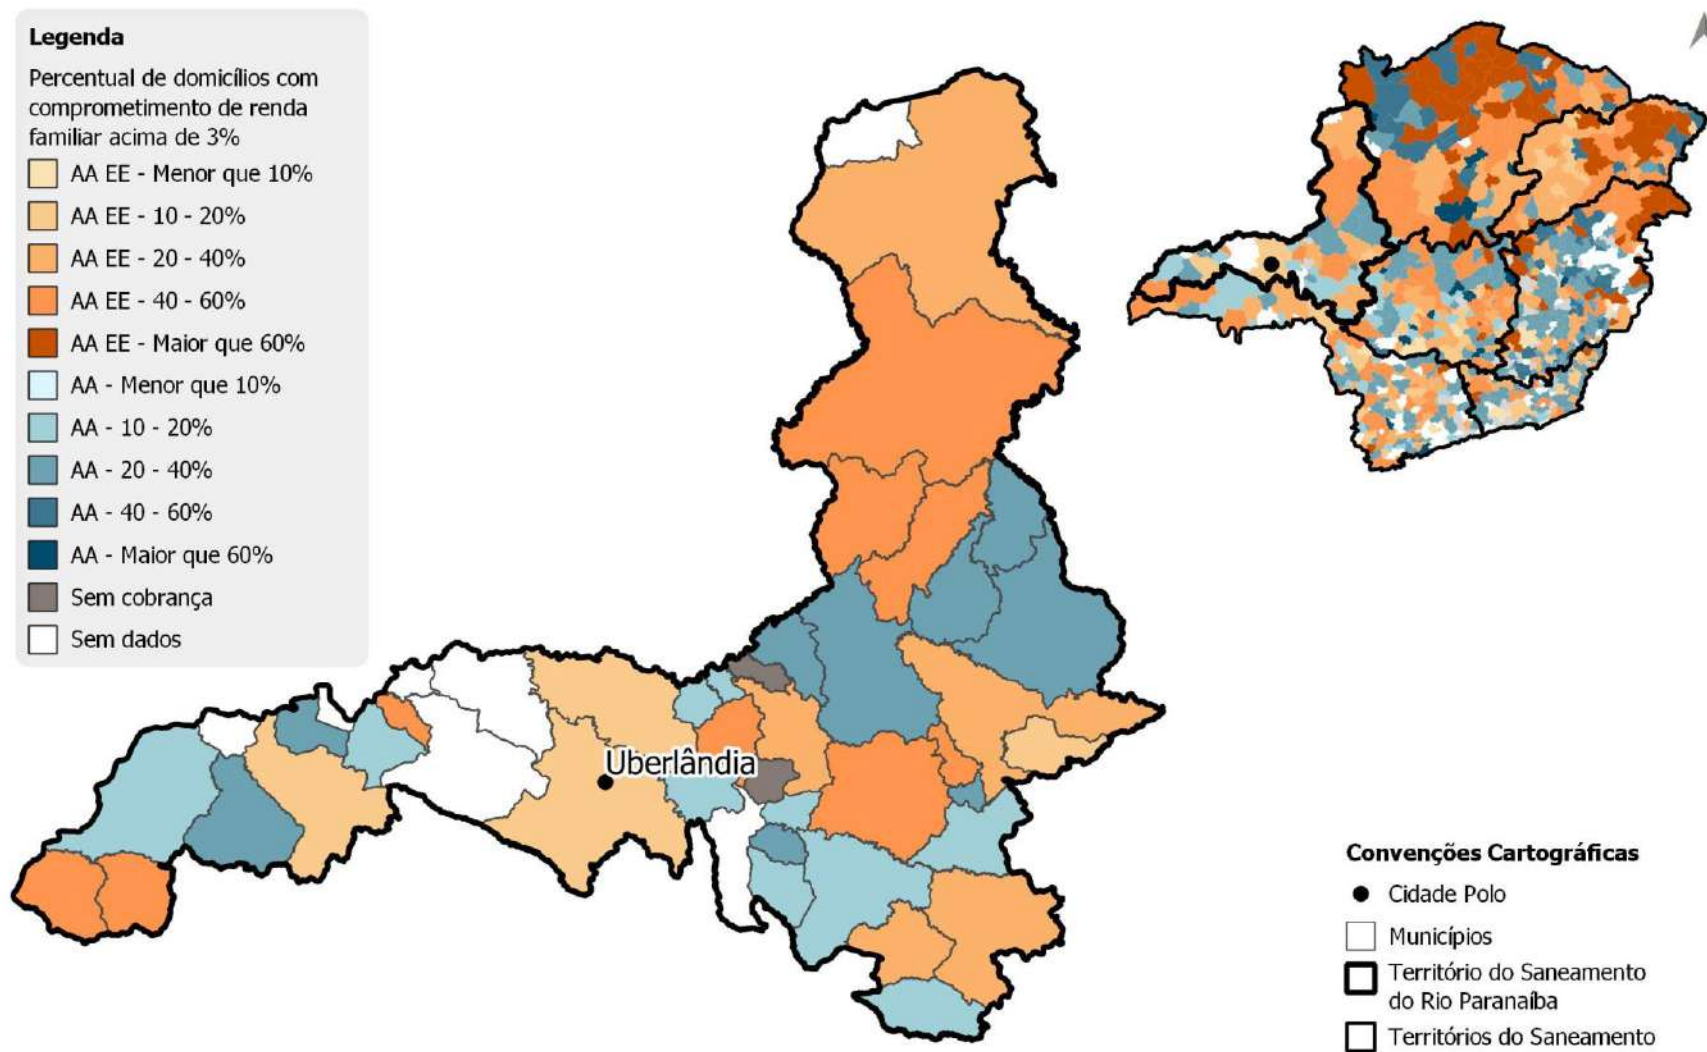 Legenda
Percentual de domicílios com
comprometimento de renda
familiar acima de 3%
AA EE - Menor que 10%
AA EE - 10 - 20%
AA EE - 20 - 40%
AA EE - 40 - 60%
AA EE - Maior que 60%
AA - Menor que 10%
AA - 10 - 20%
AA - 20 - 40%
AA - 40 - 60%
AA - Maior que 60%
Sem cobrança
Sem dados
Uberlândia
Convenções Cartográficas
Cidade Polo
Municípios
Território do Saneamento
do Rio Paranaíba
Territórios do Saneamento